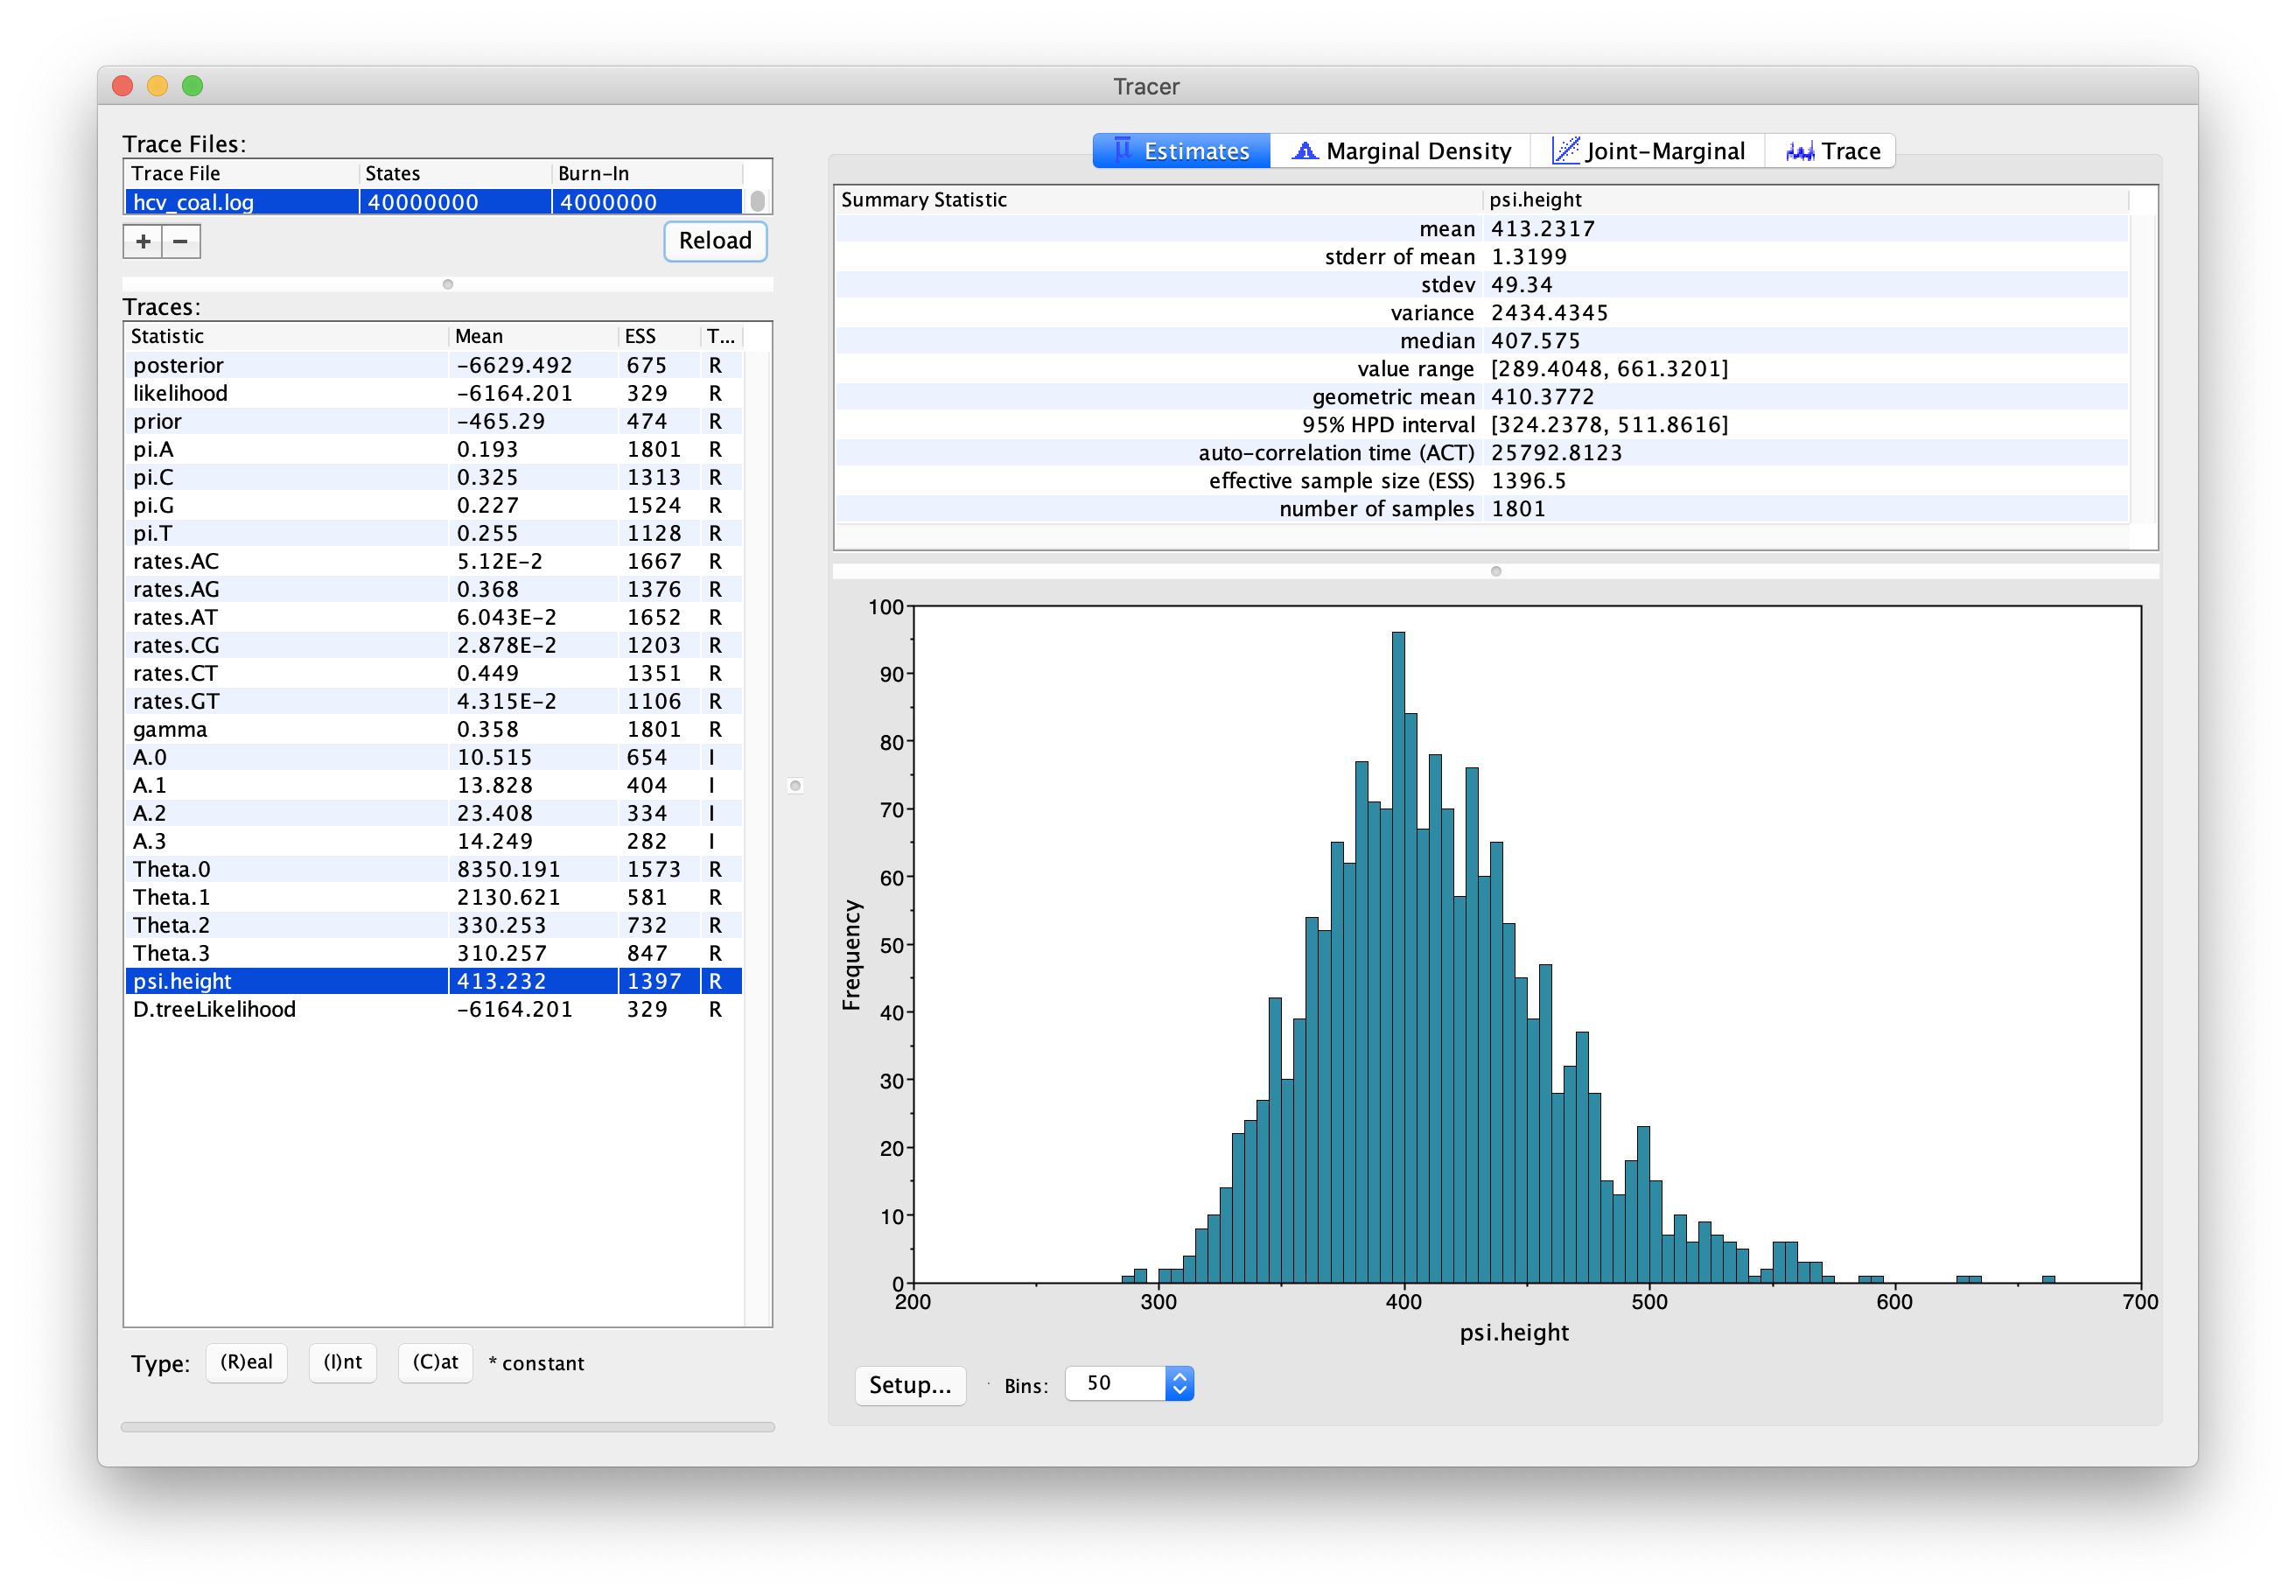 Tracer
Trace Files:
Trace File States Burn-In
hcv_coal.log 40000000 4000000
+ −
Reload
Traces:
Statistic Mean ESS T...
posterior -6629.492 675 R
likelihood -6164.201 329 R
prior -465.29 474 R
pi.A 0.193 1801 R
pi.C 0.325 1313 R
pi.G 0.227 1524 R
pi.T 0.255 1128 R
rates.AC 5.12E-2 1667 R
rates.AG 0.368 1376 R
rates.AT 6.043E-2 1652 R
rates.CG 2.878E-2 1203 R
rates.CT 0.449 1351 R
rates.GT 4.315E-2 1106 R
gamma 0.358 1801 R
A.0 10.515 654 I
A.1 13.828 404 I
A.2 23.408 334 I
A.3 14.249 282 I
Theta.0 8350.191 1573 R
Theta.1 2130.621 581 R
Theta.2 330.253 732 R
Theta.3 310.257 847 R
psi.height 413.232 1397 R
D.treeLikelihood -6164.201 329 R
Type: (R)eal (I)nt (C)at * constant
μ Estimates Marginal Density Joint-Marginal Trace
Summary Statistic psi.height
mean 413.2317
stderr of mean 1.3199
stdev 49.34
variance 2434.4345
median 407.575
value range [289.4048, 661.3201]
geometric mean 410.3772
95% HPD interval [324.2378, 511.8616]
auto-correlation time (ACT) 25792.8123
effective sample size (ESS) 1396.5
number of samples 1801
100
90
80
70
60
50
40
30
20
10
0
Frequency
200 300 400 500 600 700
psi.height
Setup... Bins: 50